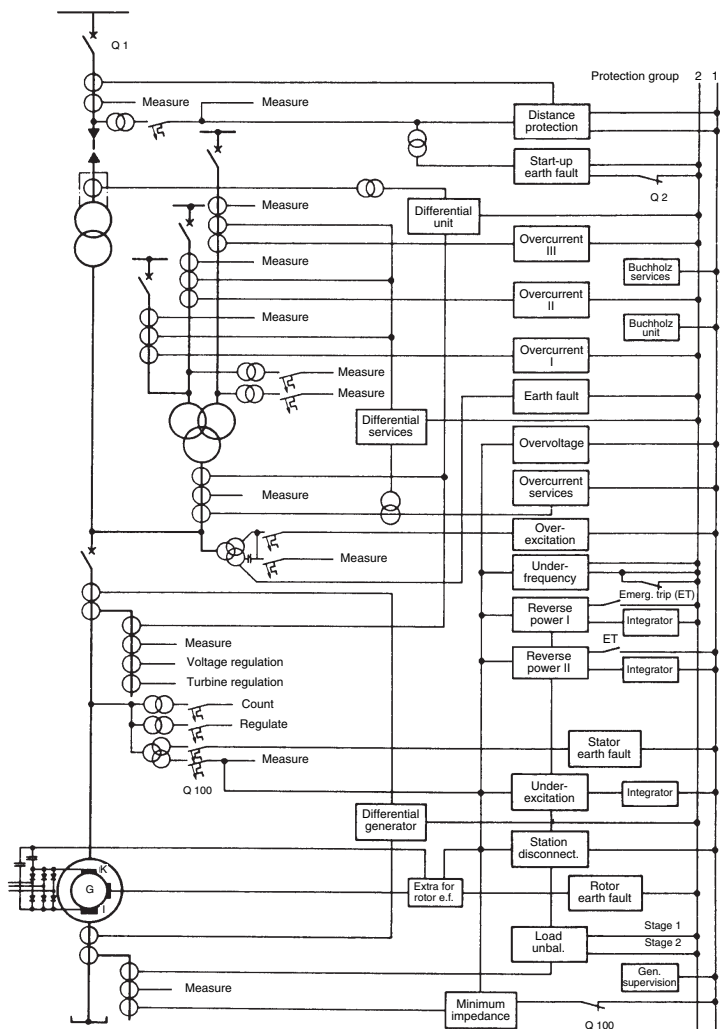 Q 1
Protection group 2 1
Measure
Measure
Distance
protection
Start-up
earth fault
Q 2
Measure
Differential
unit
Overcurrent
III
Measure
Buchholz
services
Overcurrent
II
Measure
Buchholz
unit
Overcurrent
I
Measure
Measure
Earth fault
Differential
services
Overvoltage
Overcurrent
services
Measure
Over-
excitation
Measure
Under-
frequency
Emerg. trip (ET)
Reverse
power I
Integrator
Measure
ET
Reverse
power II
Voltage regulation
Integrator
Turbine regulation
Count
Regulate
Stator
earth fault
Measure
Q 100
Under-
excitation
Integrator
Differential
generator
Station
disconnect.
K
G
I
Extra for
rotor e.f.
Rotor
earth fault
Load
unbal.
Stage 1
Stage 2
Gen.
supervision
Measure
Minimum
impedance
Q 100